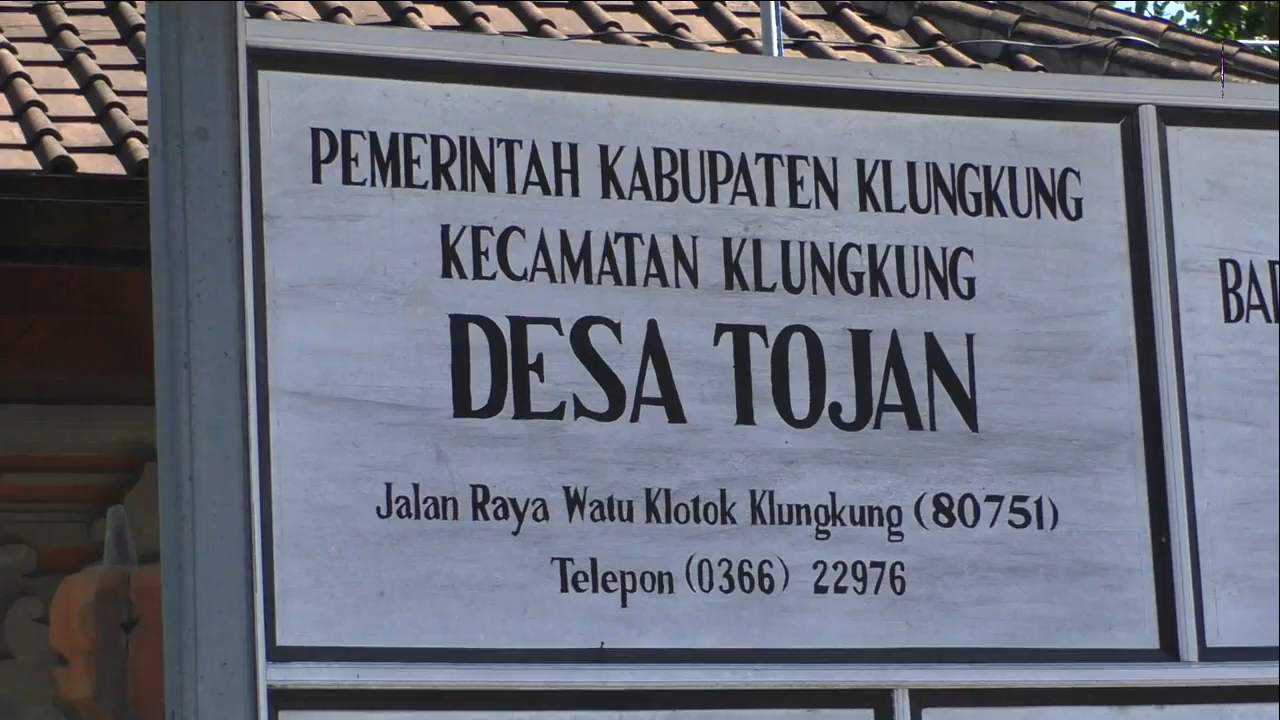 PEMERINTAH KABUPATEN KLUNGKUNG
KECAMATAN KLUNGKUNG
DESA TOJAN
Jalan Raya Watu Klotok Klungkung (80751)
Telepon (0366) 22976